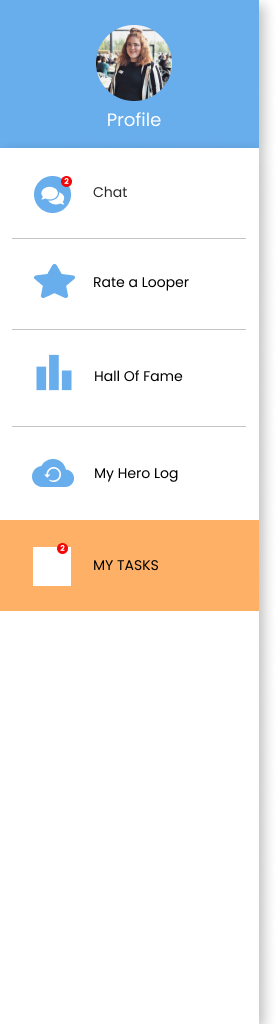 Profile
2
Chat
Rate a Looper
Hall Of Fame
My Hero Log
2
MY TASKS